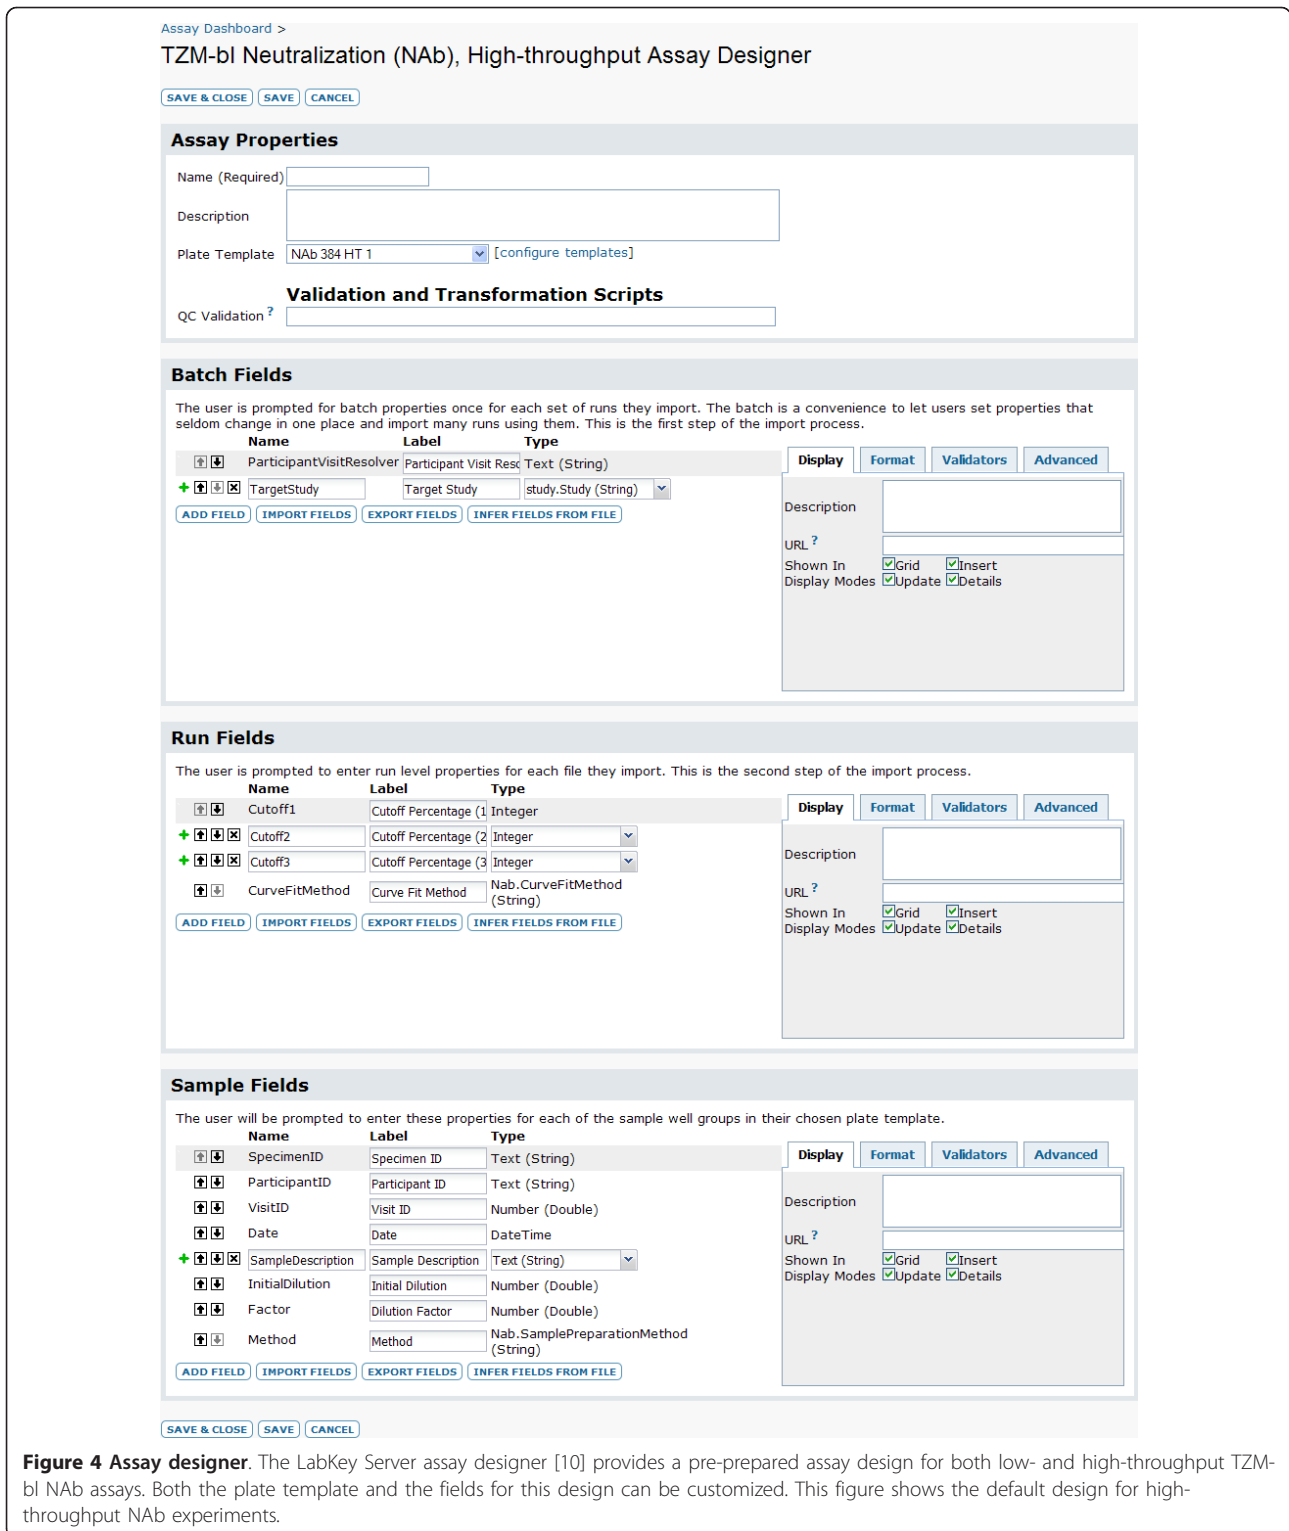 Assay Dashboard >
TZM-bl Neutralization (NAb), High-throughput Assay Designer
SAVE & CLOSE SAVE CANCEL
Assay Properties
Name (Required)
Description
Plate Template NAb 384 HT 1 [configure templates]
Validation and Transformation Scripts
QC Validation ?
Batch Fields
The user is prompted for batch properties once for each set of runs they import. The batch is a convenience to let users set properties that
seldom change in one place and import many runs using them. This is the first step of the import process.
Name Label Type
ParticipantVisitResolver Participant Visit Resc Text (String)
TargetStudy Target Study study.Study (String)
ADD FIELD IMPORT FIELDS EXPORT FIELDS INFER FIELDS FROM FILE
Display Format Validators Advanced
Description
URL ?
Shown In Grid Insert
Display Modes Update Details
Run Fields
The user is prompted to enter run level properties for each file they import. This is the second step of the import process.
Name Label Type
Cutoff1 Cutoff Percentage (1 Integer
Cutoff2 Cutoff Percentage (2 Integer
Cutoff3 Cutoff Percentage (3 Integer
CurveFitMethod Curve Fit Method Nab.CurveFitMethod
(String)
ADD FIELD IMPORT FIELDS EXPORT FIELDS INFER FIELDS FROM FILE
Display Format Validators Advanced
Description
URL ?
Shown In Grid Insert
Display Modes Update Details
Sample Fields
The user will be prompted to enter these properties for each of the sample well groups in their chosen plate template.
Name Label Type
SpecimenID Specimen ID Text (String)
ParticipantID Participant ID Text (String)
VisitID Visit ID Number (Double)
Date Date DateTime
SampleDescription Sample Description Text (String)
InitialDilution Initial Dilution Number (Double)
Factor Dilution Factor Number (Double)
Method Method Nab.SamplePreparationMethod
(String)
ADD FIELD IMPORT FIELDS EXPORT FIELDS INFER FIELDS FROM FILE
Display Format Validators Advanced
Description
URL ?
Shown In Grid Insert
Display Modes Update Details
SAVE & CLOSE SAVE CANCEL
Figure 4 Assay designer. The LabKey Server assay designer [10] provides a pre-prepared assay design for both low- and high-throughput TZM-
bl NAb assays. Both the plate template and the fields for this design can be customized. This figure shows the default design for high-
throughput NAb experiments.